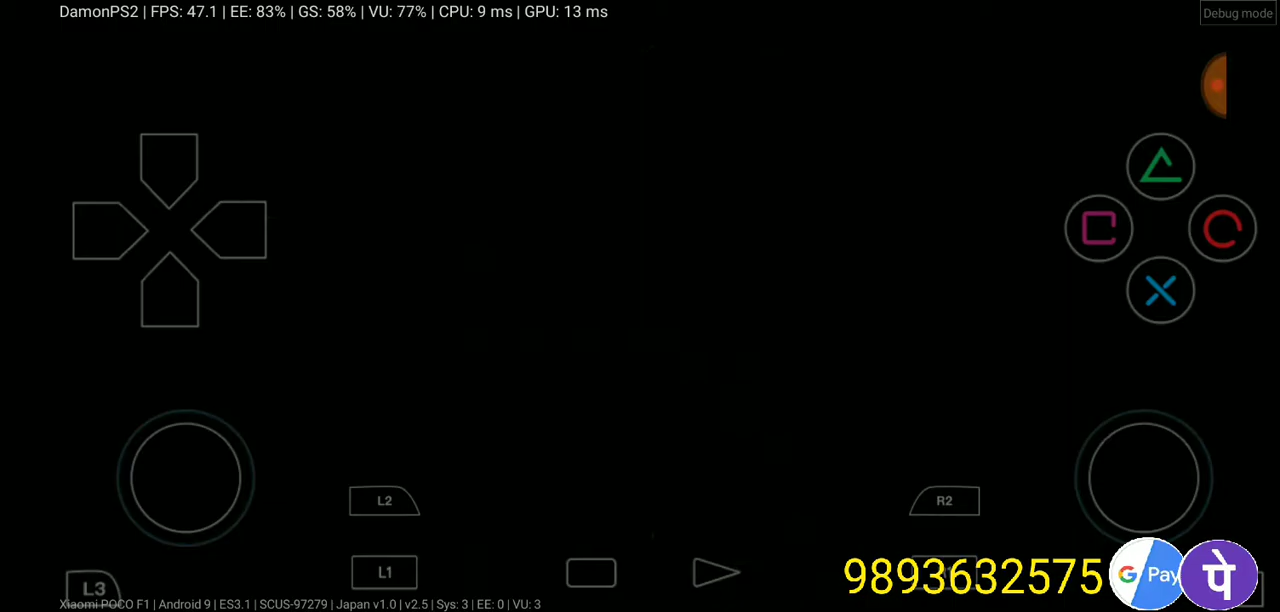 DamonPS2 | FPS: 47.1 | EE: 83% | GS: 58% | VU: 77% | CPU: 9 ms | GPU: 13 ms
Debug mode
L2
R2
L1
9893632575
G Pay
पे
L3
Xiaomi POCO F1 | Android 9 | ES3.1 | SCUS-97279 | Japan v1.0 | v2.5 | Sys: 3 | EE: 0 | VU: 3